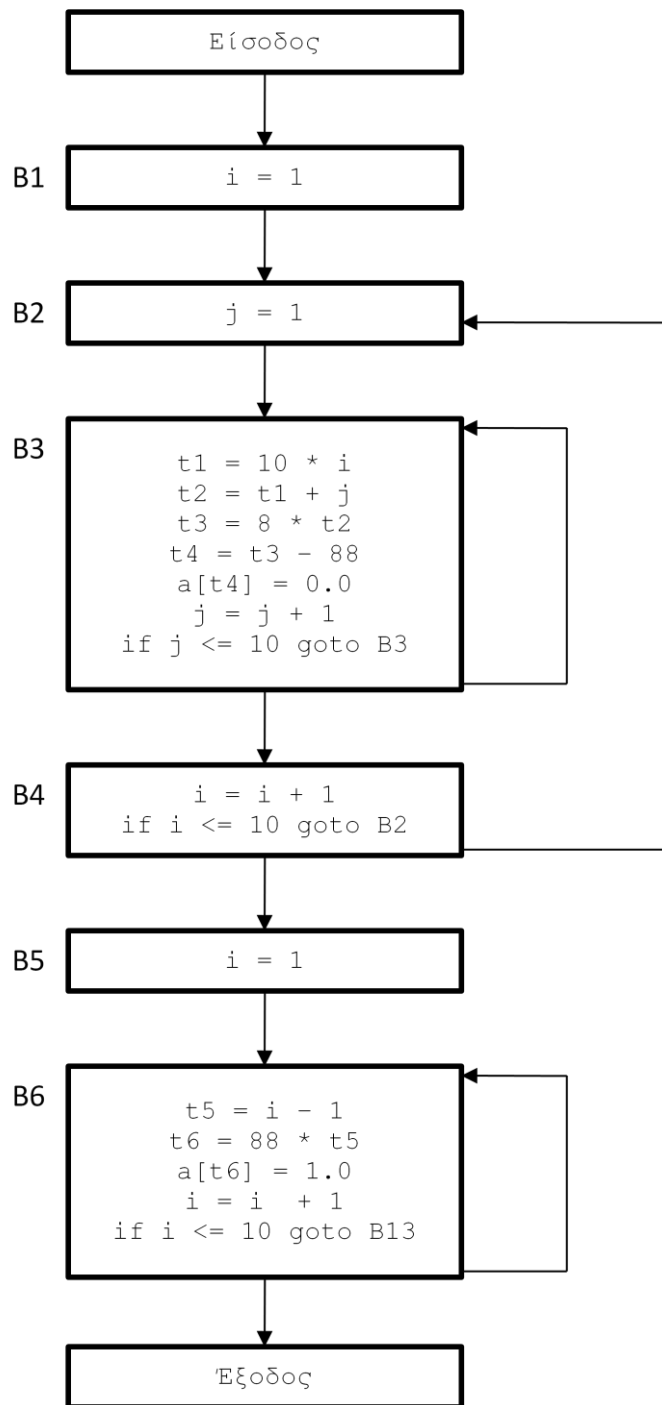 Είσοδος
B1
i = 1
B2
j = 1
B3
t1 = 10 * i
t2 = t1 + j
t3 = 8 * t2
t4 = t3 - 88
a[t4] = 0.0
j = j + 1
if j <= 10 goto B3
B4
i = i + 1
if i <= 10 goto B2
B5
i = 1
B6
t5 = i - 1
t6 = 88 * t5
a[t6] = 1.0
i = i  + 1
if i <= 10 goto B13
Έξοδος